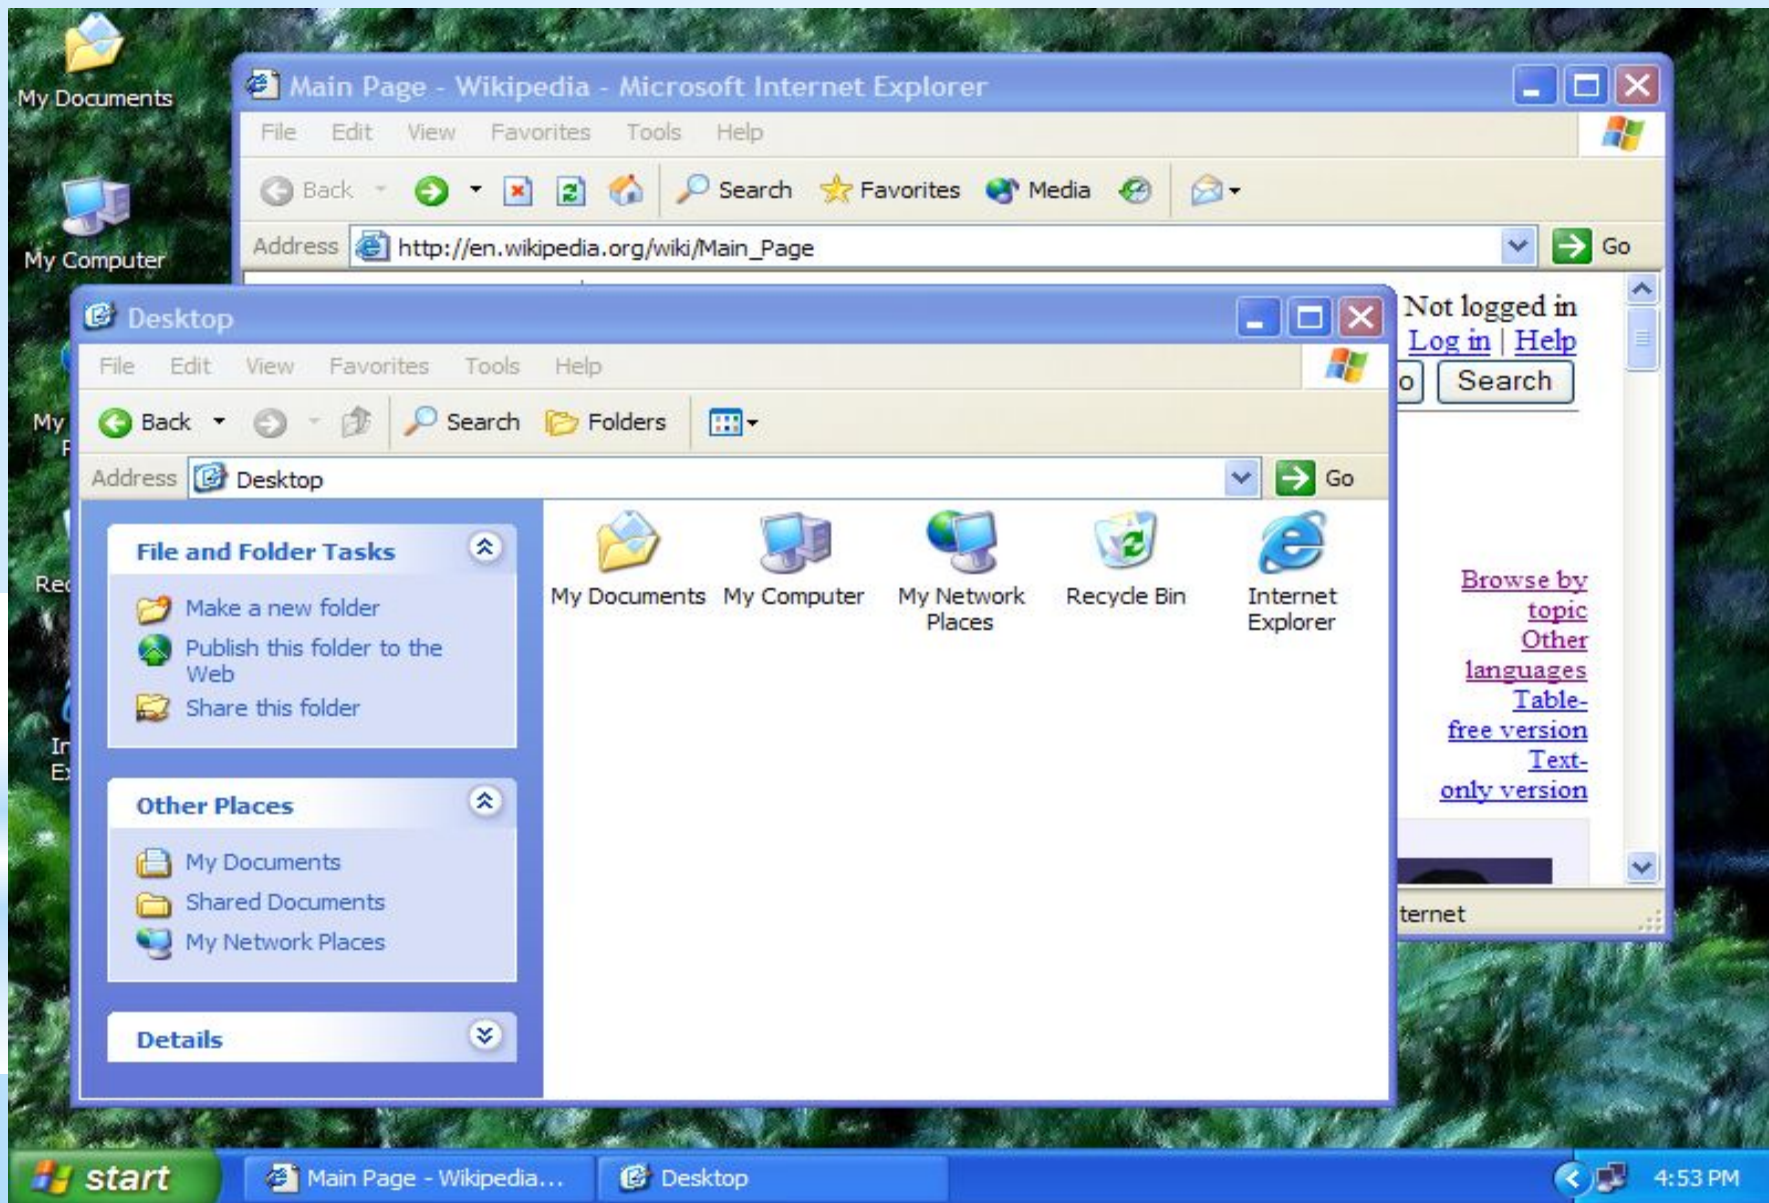 My Documents
My Computer
My
Main Page - Wikipedia - Microsoft Internet Explorer
File Edit View Favorites Tools Help
Back Search Favorites Media
Address http://en.wikipedia.org/wiki/Main_Page Go
Not logged in
Log in | Help
Search
Browse by
topic
Other
languages
Table-
free version
Text-
only version
Desktop
File Edit View Favorites Tools Help
Back Search Folders
Address Desktop Go
File and Folder Tasks
Make a new folder
Publish this folder to the
Web
Share this folder
Other Places
My Documents
Shared Documents
My Network Places
Details
My Documents
My Computer
My Network
Places
Recycle Bin
Internet
Explorer
start Main Page - Wikipedia... Desktop 4:53 PM